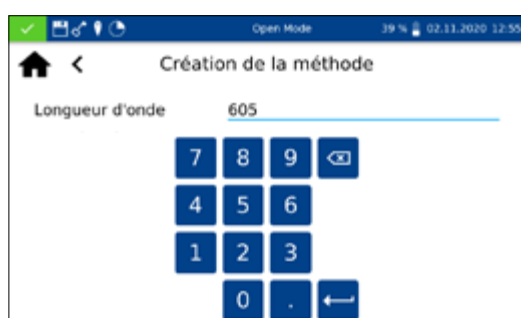 Open Mode 39 % 02.11.2020 12:55
Création de la méthode
Longueur d'onde 605
7 8 9
4 5 6
1 2 3
0 .